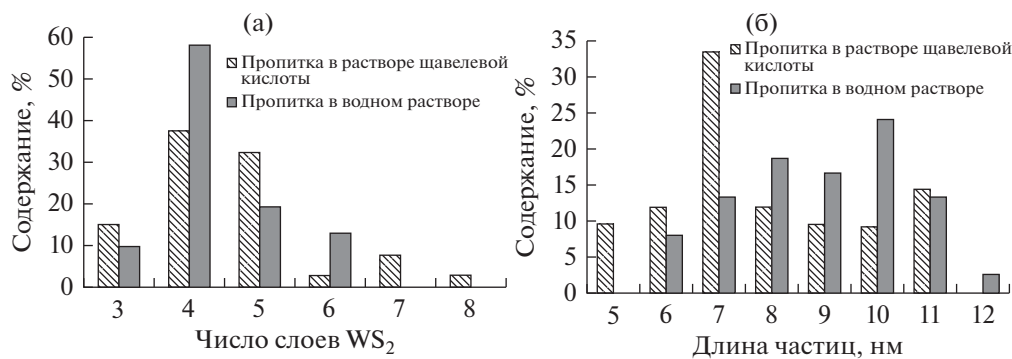 (а)
Содержание, %
60
50
40
30
20
10
0
Пропитка в растворе щавелевой
кислоты
Пропитка в водном растворе
3 4 5 6 7 8
Число слоев WS₂
(б)
Содержание, %
35
30
25
20
15
10
5
0
Пропитка в растворе щавелевой
кислоты
Пропитка в водном растворе
5 6 7 8 9 10 11 12
Длина частиц, нм